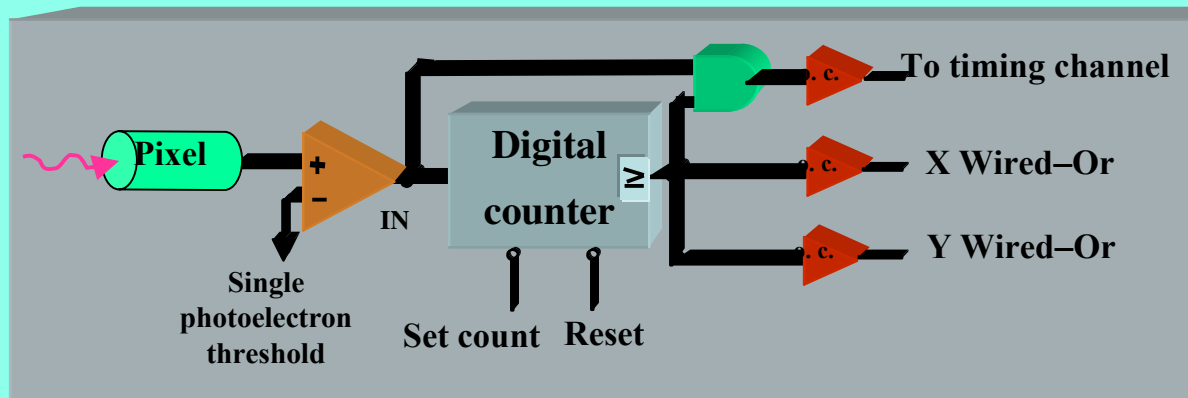 Pixel
+
−
IN
Single
photoelectron
threshold
Digital
counter
≥
Set count
Reset
o. c.
To timing channel
o. c.
X Wired–Or
o. c.
Y Wired–Or